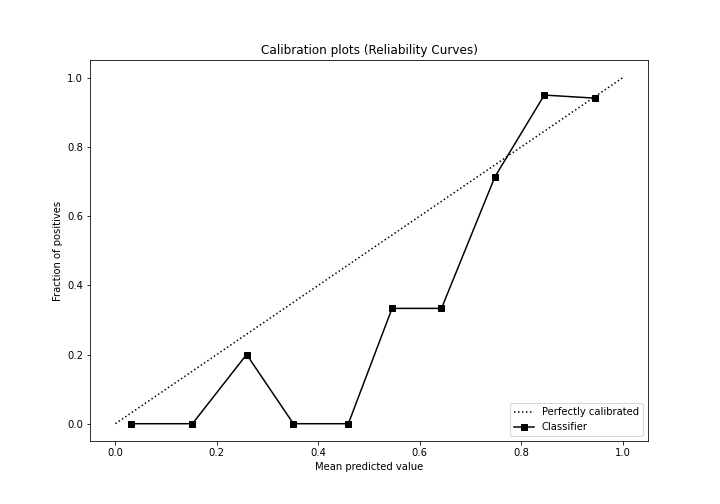 Calibration plots (Reliability Curves)
1.0
0.8
0.6
0.4
0.2
0.0
Fraction of positives
0.0 0.2 0.4 0.6 0.8 1.0
Mean predicted value
Perfectly calibrated
Classifier